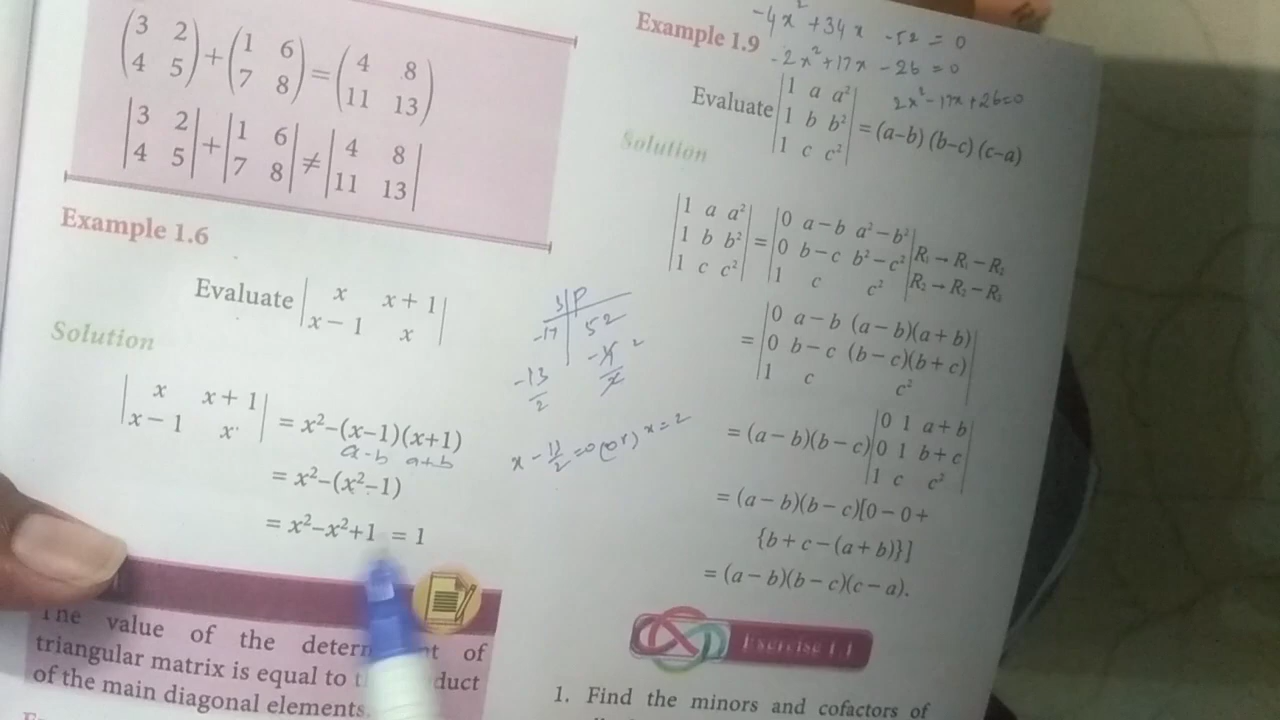 (3 2
4 5) + (1 6
7 8) = (4 8
11 13)
|3 2
4 5| + |1 6
7 8| ≠ |4 8
11 13|
Example 1.6
Evaluate |x x + 1
x − 1 x|
Solution
|x x + 1
x − 1 x| = x²−(x−1)(x+1)
a-b a+b
= x²−(x²−1)
= x²−x²+1 = 1
The value of the of
triangular matrix is equal to
of the main diagonal elements.
S|P
-17 | 52
-13/2
x - 13/2 = 0 (or) x = 2
-4x² + 34x - 52 = 0
-2x² + 17x - 26 = 0
2x² - 17x + 26 = 0
Example 1.9
Evaluate |1 a a²
1 b b²
1 c c²| = (a−b) (b−c) (c−a)
Solution
|1 a a²
1 b b²
1 c c²| = |0 a − b a² − b²
0 b − c b² − c²
1 c c²| R₁ → R₁ − R₂
R₂ → R₂ − R₃
= |0 a − b (a − b)(a + b)
0 b − c (b − c)(b + c)
1 c c²|
= (a − b)(b − c) |0 1 a + b
0 1 b + c
1 c c²|
= (a − b)(b − c)[0 − 0 +
{b + c − (a + b)}]
= (a − b)(b − c)(c − a).
Exercise 1.1
1. Find the minors and cofactors of